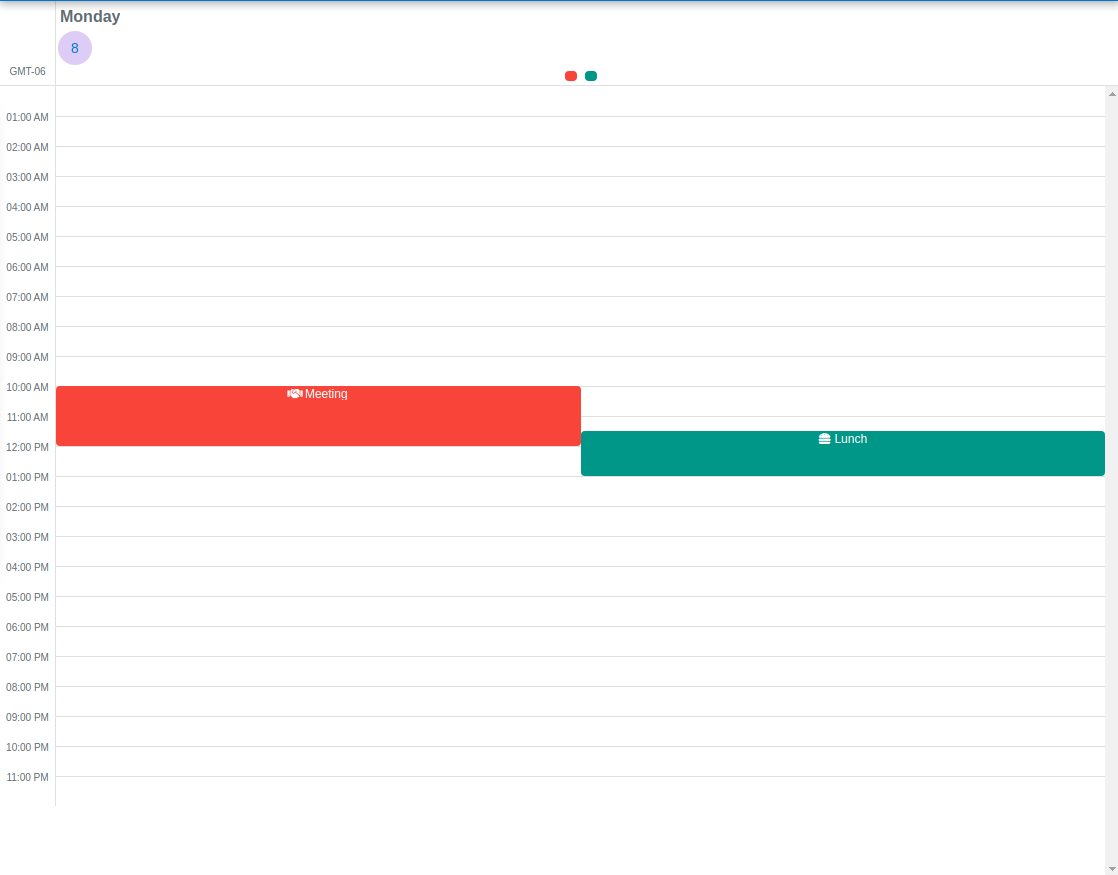 Monday
8
GMT-06
01:00 AM
02:00 AM
03:00 AM
04:00 AM
05:00 AM
06:00 AM
07:00 AM
08:00 AM
09:00 AM
10:00 AM
Meeting
11:00 AM
Lunch
12:00 PM
01:00 PM
02:00 PM
03:00 PM
04:00 PM
05:00 PM
06:00 PM
07:00 PM
08:00 PM
09:00 PM
10:00 PM
11:00 PM